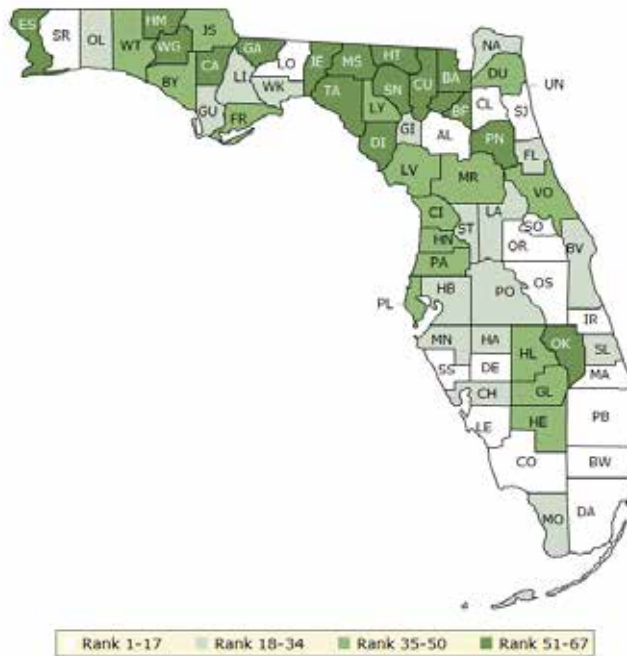 ES
SR
OL
HM
WT
JS
WG
CA
BY
GU
LI
GA
LO
WK
FR
JE
MS
TA
HT
SN
LY
DI
CU
BA
BF
UN
NA
DU
CL
SJ
GI
AL
PN
FL
LV
MR
VO
CI
ST
LA
HN
SO
OR
BV
PA
PL
HB
PO
OS
IR
MN
HA
HL
OK
SL
SS
DE
MA
CH
GL
LE
HE
PB
CO
BW
MO
DA
Rank 1-17 Rank 18-34 Rank 35-50 Rank 51-67